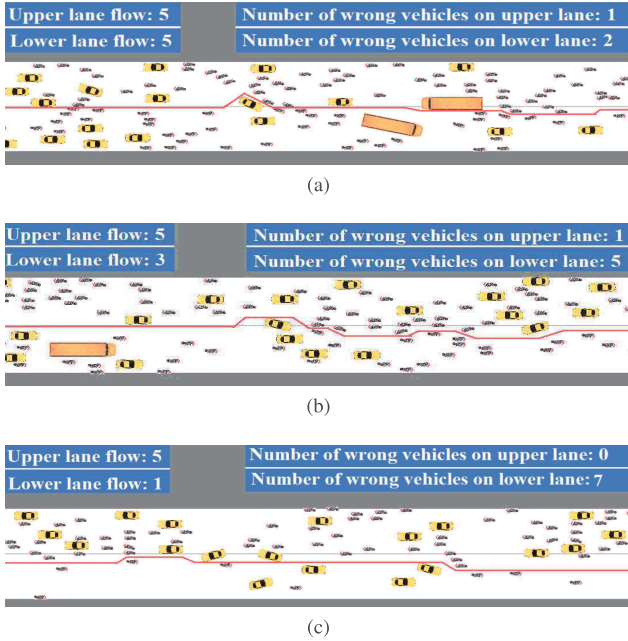 Upper lane flow: 5
Number of wrong vehicles on upper lane: 1
Lower lane flow: 5
Number of wrong vehicles on lower lane: 2
(a)
Upper lane flow: 5
Number of wrong vehicles on upper lane: 1
Lower lane flow: 3
Number of wrong vehicles on lower lane: 5
(b)
Upper lane flow: 5
Number of wrong vehicles on upper lane: 0
Lower lane flow: 1
Number of wrong vehicles on lower lane: 7
(c)